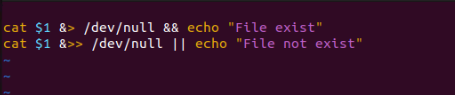 cat $1 &> /dev/null && echo "File exist"
cat $1 &>> /dev/null || echo "File not exist"
~
~
~